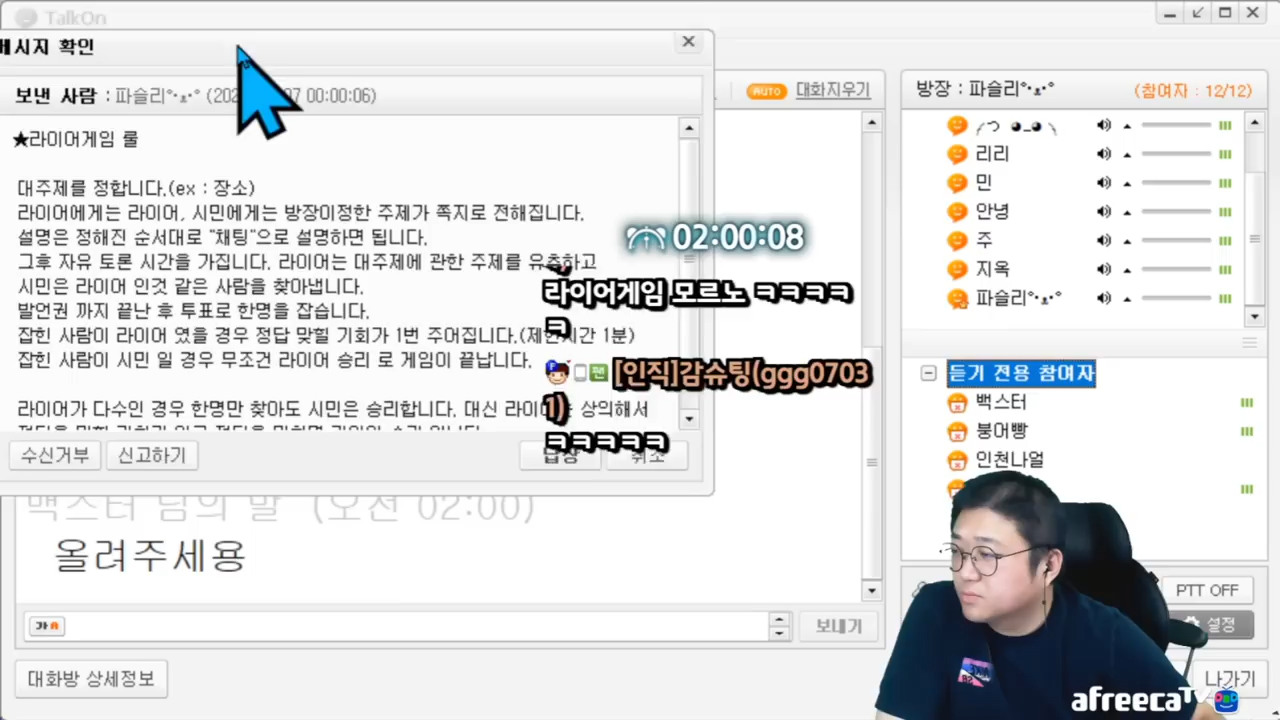 TalkOn
메시지 확인
보낸 사람 : 파슬리°•ᴥ•° 07 00:00:06)
★라이어게임 룰
대주제를 정합니다.(ex : 장소)
라이어에게는 라이어, 시민에게는 방장이정한 주제가 쪽지로 전해집니다.
설명은 정해진 순서대로 "채팅"으로 설명하면 됩니다.
그후 자유 토론 시간을 가집니다. 라이어는 대주제에 관한 주제를 유추하고
시민은 라이어 인것 같은 사람을 찾아냅니다.
발언권 까지 끝난 후 투표로 한명을 잡습니다.
잡힌 사람이 라이어 였을 경우 정답 맞힐 기회가 1번 주어집니다.(제한시간 1분)
잡힌 사람이 시민 일 경우 무조건 라이어 승리 로 게임이 끝납니다.
라이어가 다수인 경우 한명만 찾아도 시민은 승리합니다. 대신 상의해서
수신거부
신고하기
답장
취소
02:00:08
라이어게임 모르노 ㅋㅋㅋㅋ
ㅋ
팬 [인직]감슈팅(ggg0703
1)
ㅋㅋㅋㅋㅋ
AUTO 대화지우기
백스터 님의 말 (오전 02:00)
올려주세용
가가
보내기
대화방 상세정보
방장 : 파슬리°•ᴥ•° (참여자 : 12/12)
리리
민
안녕
주
지옥
파슬리°•ᴥ•°
듣기 전용 참여자
백스터
붕어빵
인천나얼
PTT OFF
설정
나가기
afreecaTV